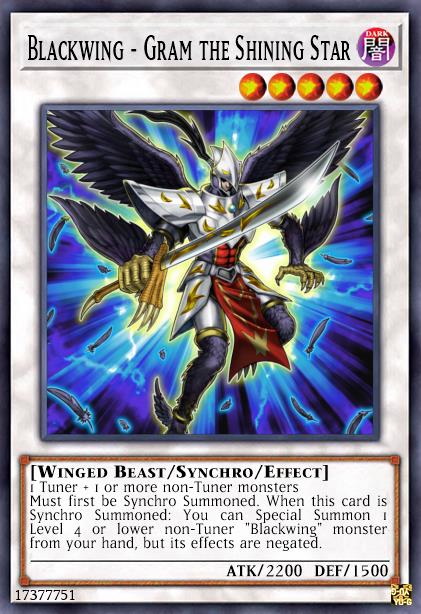 Blackwing - Gram the Shining Star
DARK
闇
[Winged Beast/Synchro/Effect]
1 Tuner + 1 or more non-Tuner monsters
Must first be Synchro Summoned. When this card is
Synchro Summoned: You can Special Summon 1
Level 4 or lower non-Tuner "Blackwing" monster
from your hand, but its effects are negated.
ATK/2200 DEF/1500
17377751